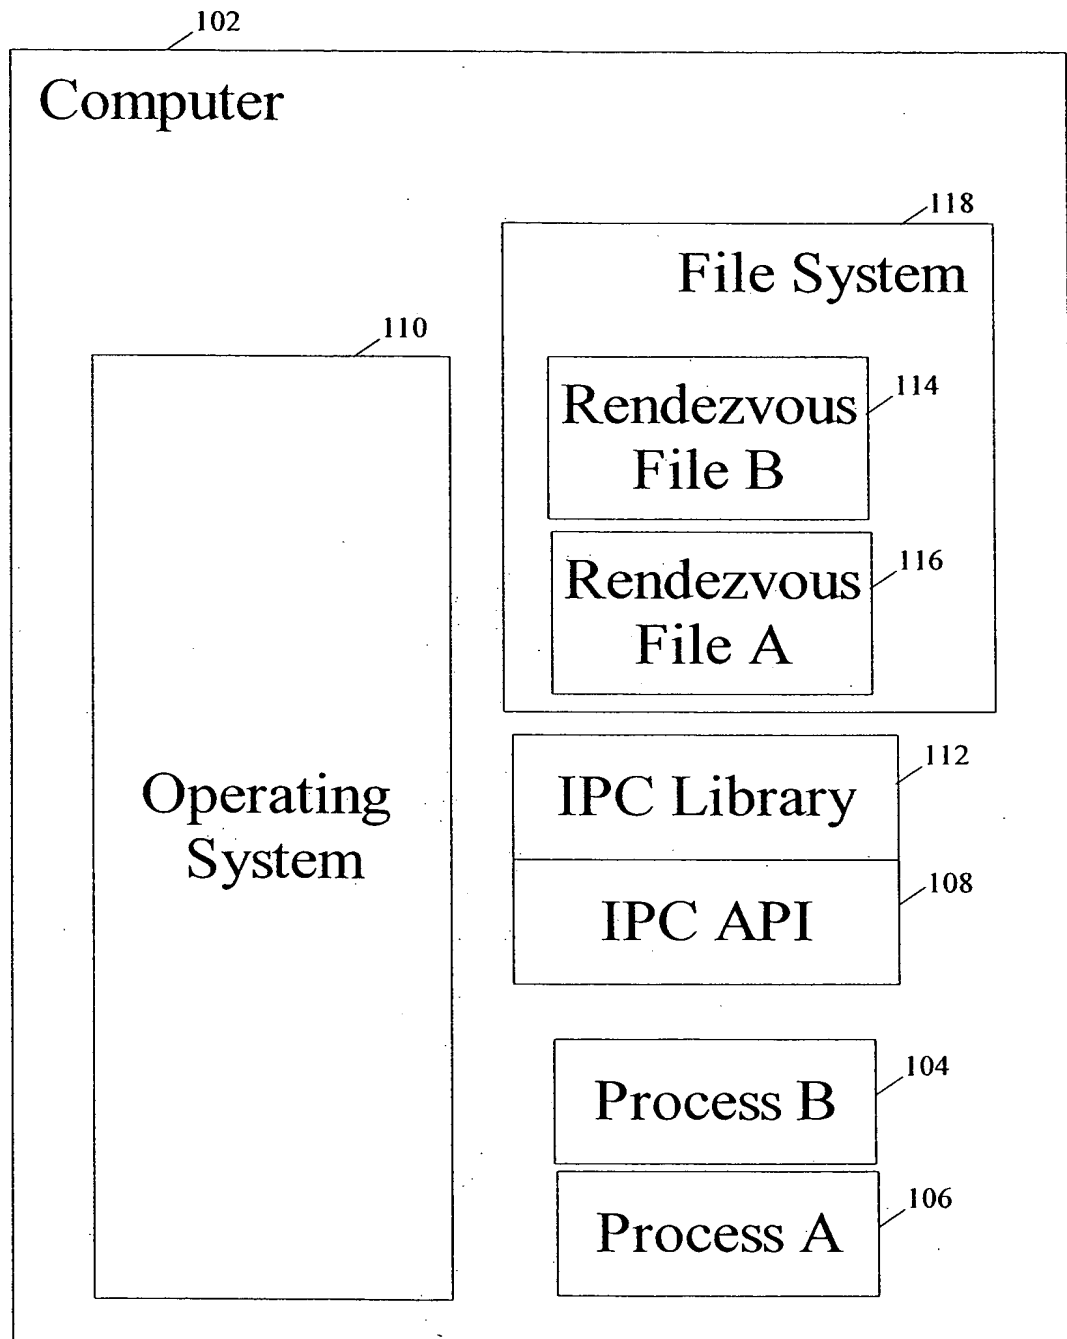 102
Computer
118
File System
110
Rendezvous
File B
114
Rendezvous
File A
116
Operating
System
IPC Library
112
IPC API
108
Process B
104
Process A
106